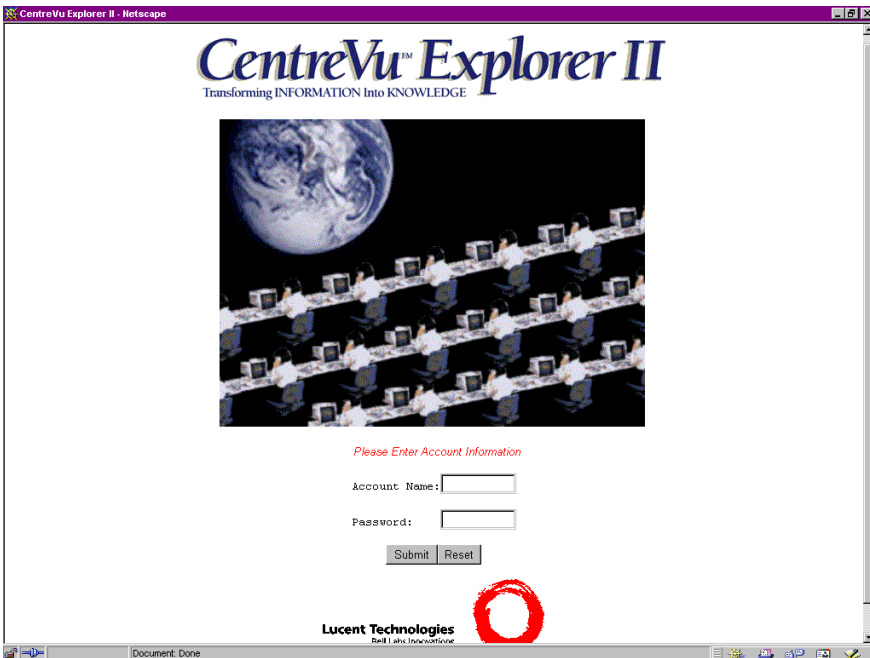 CentreVu Explorer II - Netscape
CentreVu™ Explorer II
Transforming INFORMATION Into KNOWLEDGE
Please Enter Account Information
Account Name:
Password:
Submit Reset
Lucent Technologies
Bell Labs Innovations
Document: Done